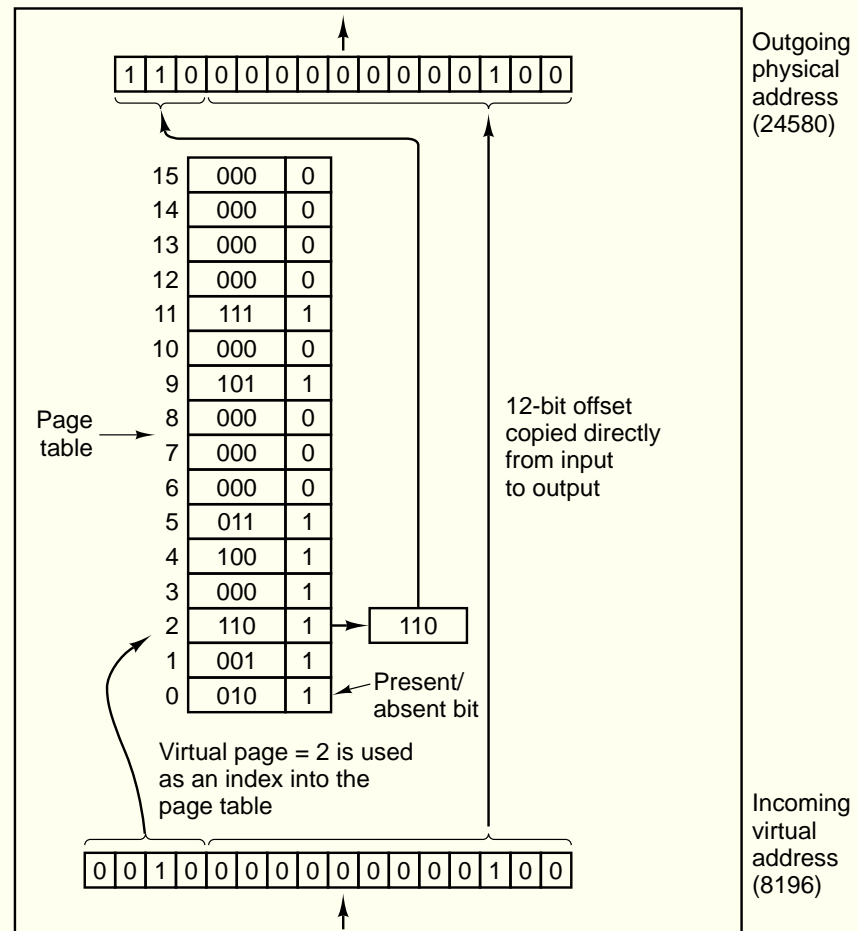 1 1 0 0 0 0 0 0 0 0 0 0 1 0 0
Outgoing
physical
address
(24580)
15 000 0
14 000 0
13 000 0
12 000 0
11 111 1
10 000 0
9 101 1
8 000 0
7 000 0
6 000 0
5 011 1
4 100 1
3 000 1
2 110 1 110
1 001 1
0 010 1
Page
table
12-bit offset
copied directly
from input
to output
Present/
absent bit
Virtual page = 2 is used
as an index into the
page table
0 0 1 0 0 0 0 0 0 0 0 0 0 1 0 0
Incoming
virtual
address
(8196)